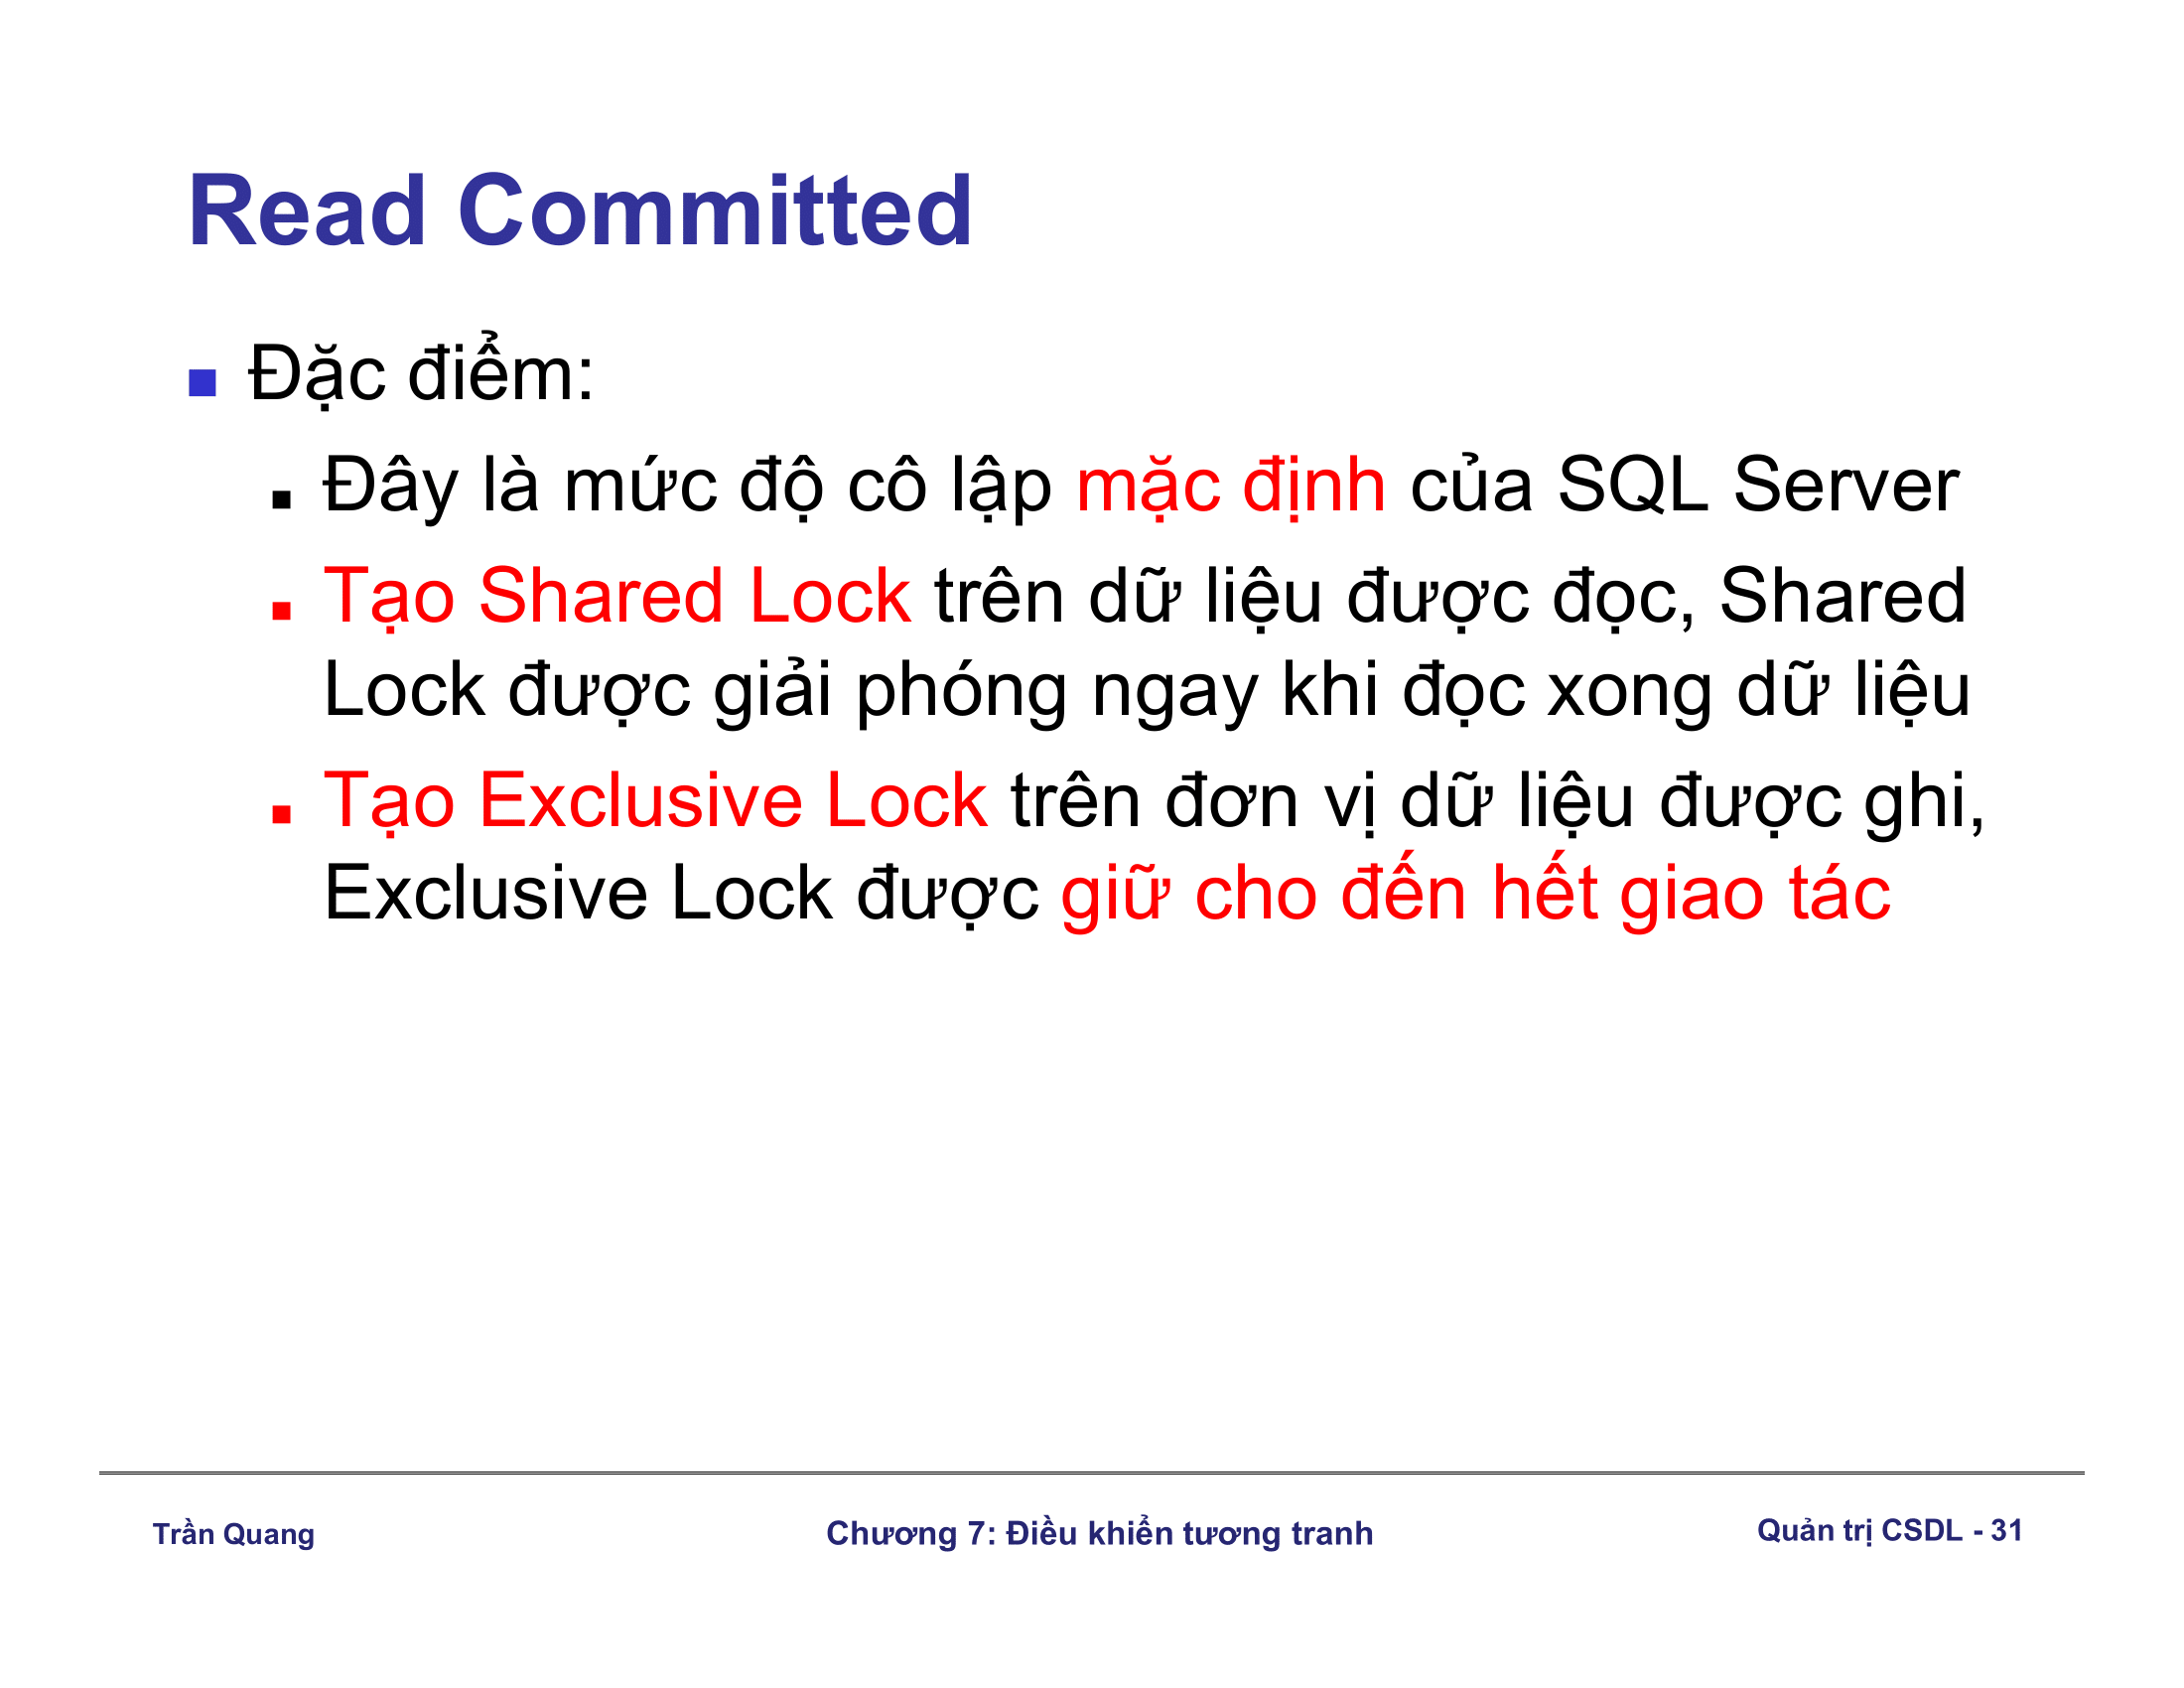 Read Committed
Đặc điểm:
Đây là mức độ cô lập mặc định của SQL Server
Tạo Shared Lock trên dữ liệu được đọc, Shared
Lock được giải phóng ngay khi đọc xong dữ liệu
Tạo Exclusive Lock trên đơn vị dữ liệu được ghi,
Exclusive Lock được giữ cho đến hết giao tác
Trần Quang
Chương 7: Điều khiển tương tranh
Quản trị CSDL - 31